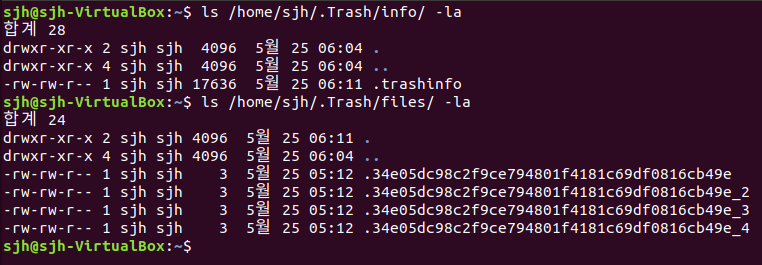 sjh@sjh-VirtualBox:~$ ls /home/sjh/.Trash/info/ -la
합계 28
drwxr-xr-x 2 sjh sjh  4096  5월 25 06:04 .
drwxr-xr-x 4 sjh sjh  4096  5월 25 06:04 ..
-rw-rw-r-- 1 sjh sjh 17636  5월 25 06:11 .trashinfo
sjh@sjh-VirtualBox:~$ ls /home/sjh/.Trash/files/ -la
합계 24
drwxr-xr-x 2 sjh sjh 4096  5월 25 06:11 .
drwxr-xr-x 4 sjh sjh 4096  5월 25 06:04 ..
-rw-rw-r-- 1 sjh sjh    3  5월 25 05:12 .34e05dc98c2f9ce794801f4181c69df0816cb49e
-rw-rw-r-- 1 sjh sjh    3  5월 25 05:12 .34e05dc98c2f9ce794801f4181c69df0816cb49e_2
-rw-rw-r-- 1 sjh sjh    3  5월 25 05:12 .34e05dc98c2f9ce794801f4181c69df0816cb49e_3
-rw-rw-r-- 1 sjh sjh    3  5월 25 05:12 .34e05dc98c2f9ce794801f4181c69df0816cb49e_4
sjh@sjh-VirtualBox:~$